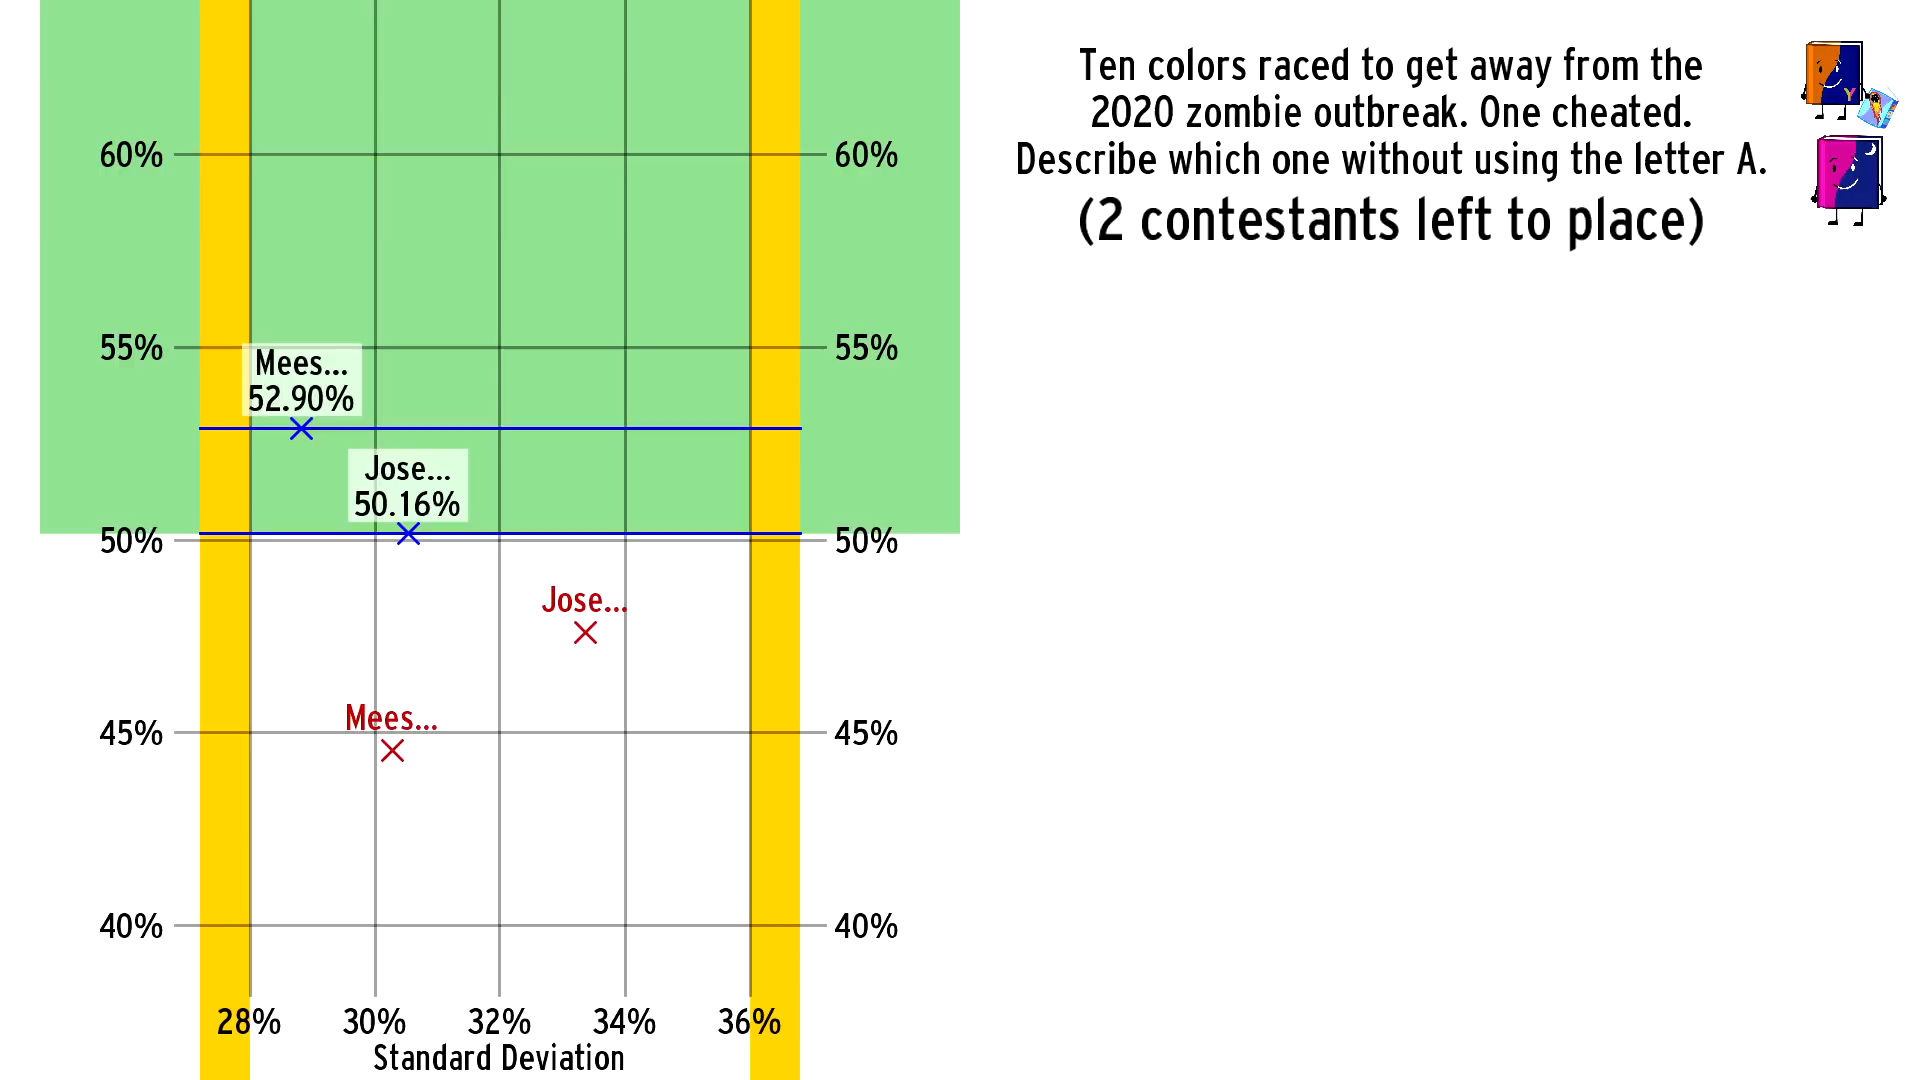 Ten colors raced to get away from the
2020 zombie outbreak. One cheated.
Describe which one without using the letter A.
(2 contestants left to place)
Y
60%
60%
55%
55%
Mees...
52.90%
Jose...
50.16%
50%
50%
Jose...
Mees...
45%
45%
40%
40%
28%
30%
32%
34%
36%
Standard Deviation